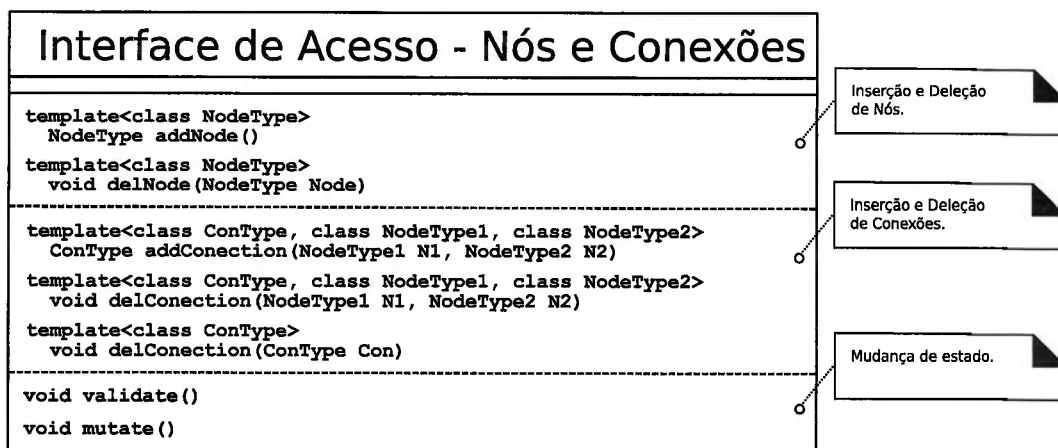 Interface de Acesso - Nós e Conexões
template<class NodeType>
NodeType addNode()
template<class NodeType>
void delNode(NodeType Node)
template<class ConType, class NodeType1, class NodeType2>
ConType addConection(NodeType1 N1, NodeType2 N2)
template<class ConType, class NodeType1, class NodeType2>
void delConection(NodeType1 N1, NodeType2 N2)
template<class ConType>
void delConection(ConType Con)
void validate()
void mutate()
Inserção e Deleção
de Nós.
Inserção e Deleção
de Conexões.
Mudança de estado.